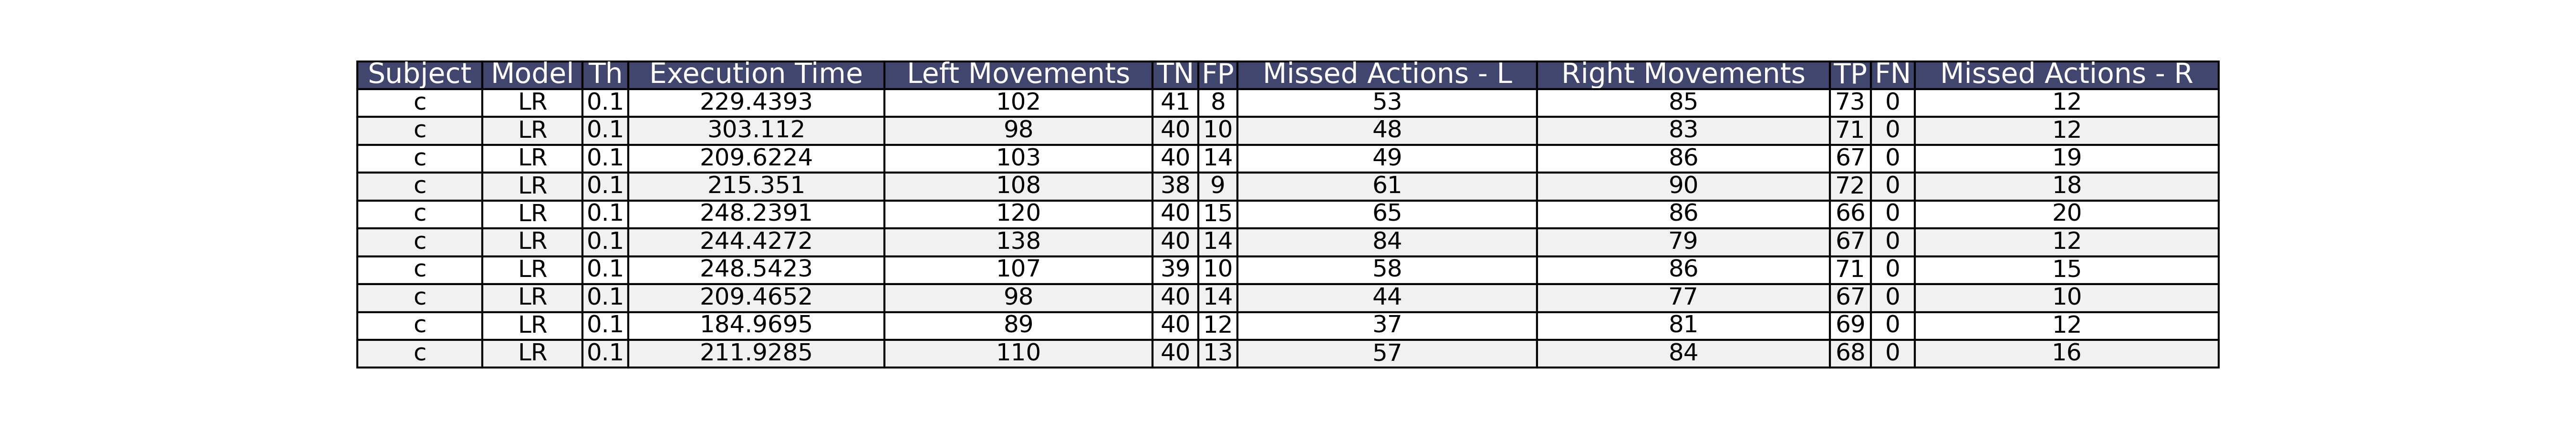 Subject Model Th Execution Time Left Movements TN FP Missed Actions - L Right Movements TP FN Missed Actions - R
c LR 0.1 229.4393 102 41 8 53 85 73 0 12
c LR 0.1 303.112 98 40 10 48 83 71 0 12
c LR 0.1 209.6224 103 40 14 49 86 67 0 19
c LR 0.1 215.351 108 38 9 61 90 72 0 18
c LR 0.1 248.2391 120 40 15 65 86 66 0 20
c LR 0.1 244.4272 138 40 14 84 79 67 0 12
c LR 0.1 248.5423 107 39 10 58 86 71 0 15
c LR 0.1 209.4652 98 40 14 44 77 67 0 10
c LR 0.1 184.9695 89 40 12 37 81 69 0 12
c LR 0.1 211.9285 110 40 13 57 84 68 0 16